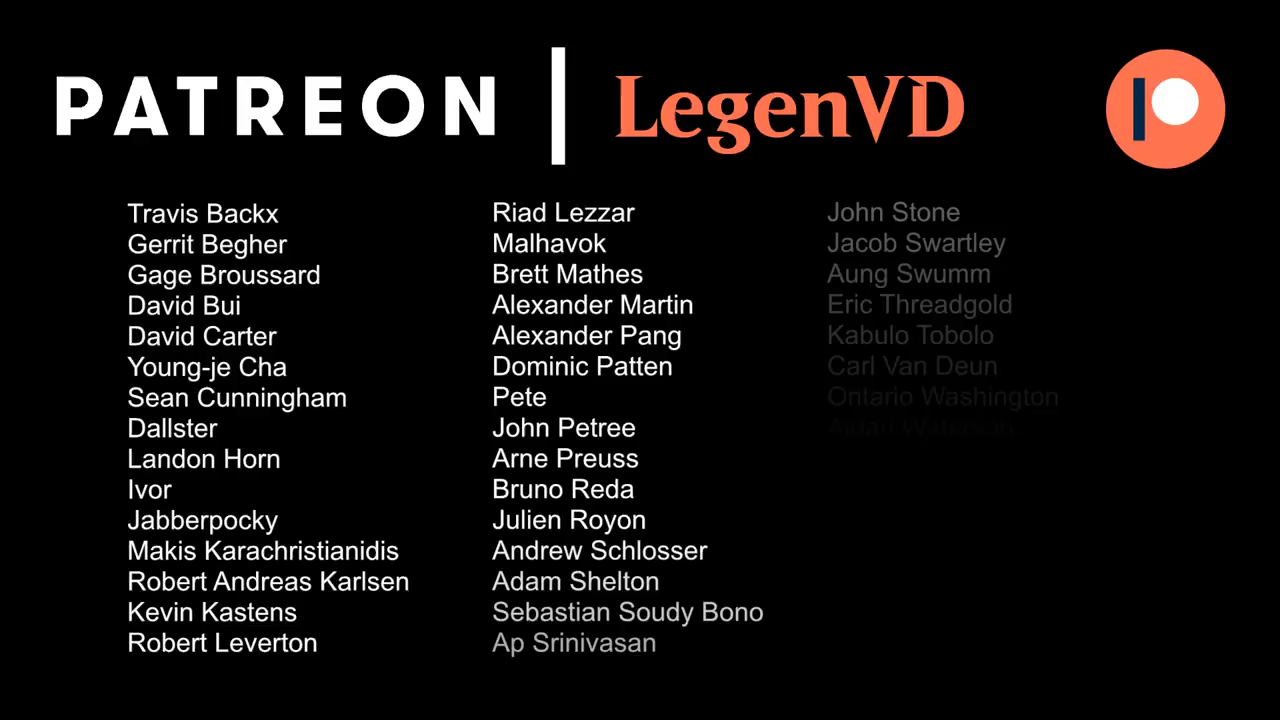 PATREON | LegenVD
Travis Backx
Gerrit Begher
Gage Broussard
David Bui
David Carter
Young-je Cha
Sean Cunningham
Dallster
Landon Horn
Ivor
Jabberpocky
Makis Karachristianidis
Robert Andreas Karlsen
Kevin Kastens
Robert Leverton
Riad Lezzar
Malhavok
Brett Mathes
Alexander Martin
Alexander Pang
Dominic Patten
Pete
John Petree
Arne Preuss
Bruno Reda
Julien Royon
Andrew Schlosser
Adam Shelton
Sebastian Soudy Bono
Ap Srinivasan
John Stone
Jacob Swartley
Aung Swumm
Eric Threadgold
Kabulo Tobolo
Carl Van Deun
Ontario Washington